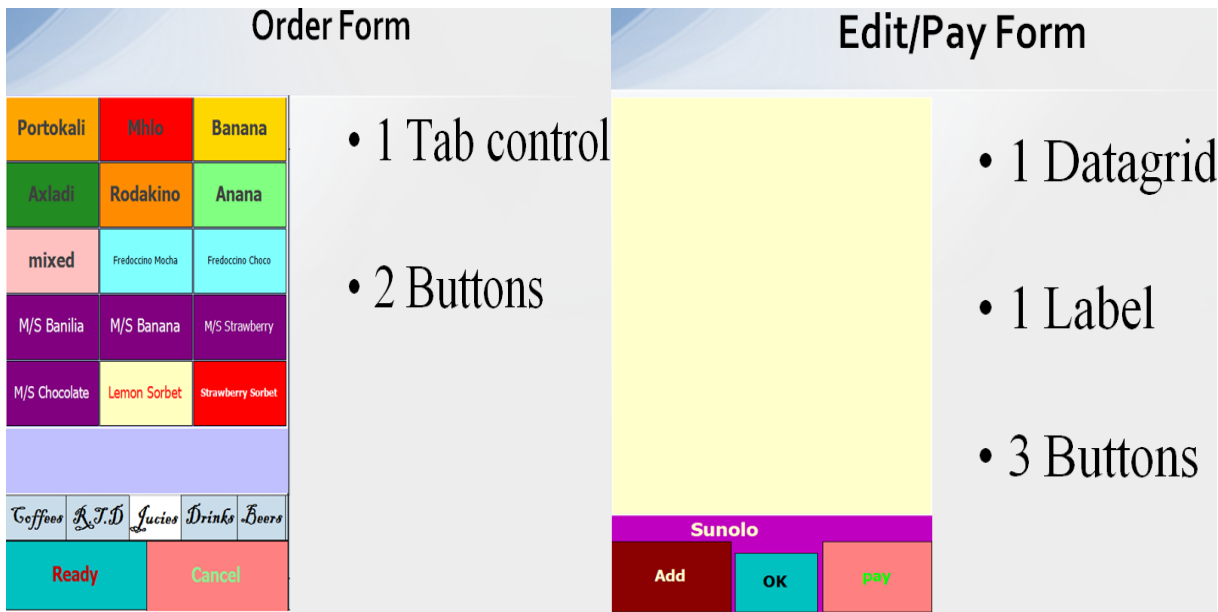 Order Form
Portokali Mhlo Banana
Axladi Rodakino Anana
mixed Fredoccino Mocha Fredoccino Choco
M/S Banilia M/S Banana M/S Strawberry
M/S Chocolate Lemon Sorbet Strawberry Sorbet
Coffees R.T.D Jucies Drinks Beers
Ready Cancel
• 1 Tab control
• 2 Buttons
Edit/Pay Form
Sunolo
Add OK pay
• 1 Datagrid
• 1 Label
• 3 Buttons